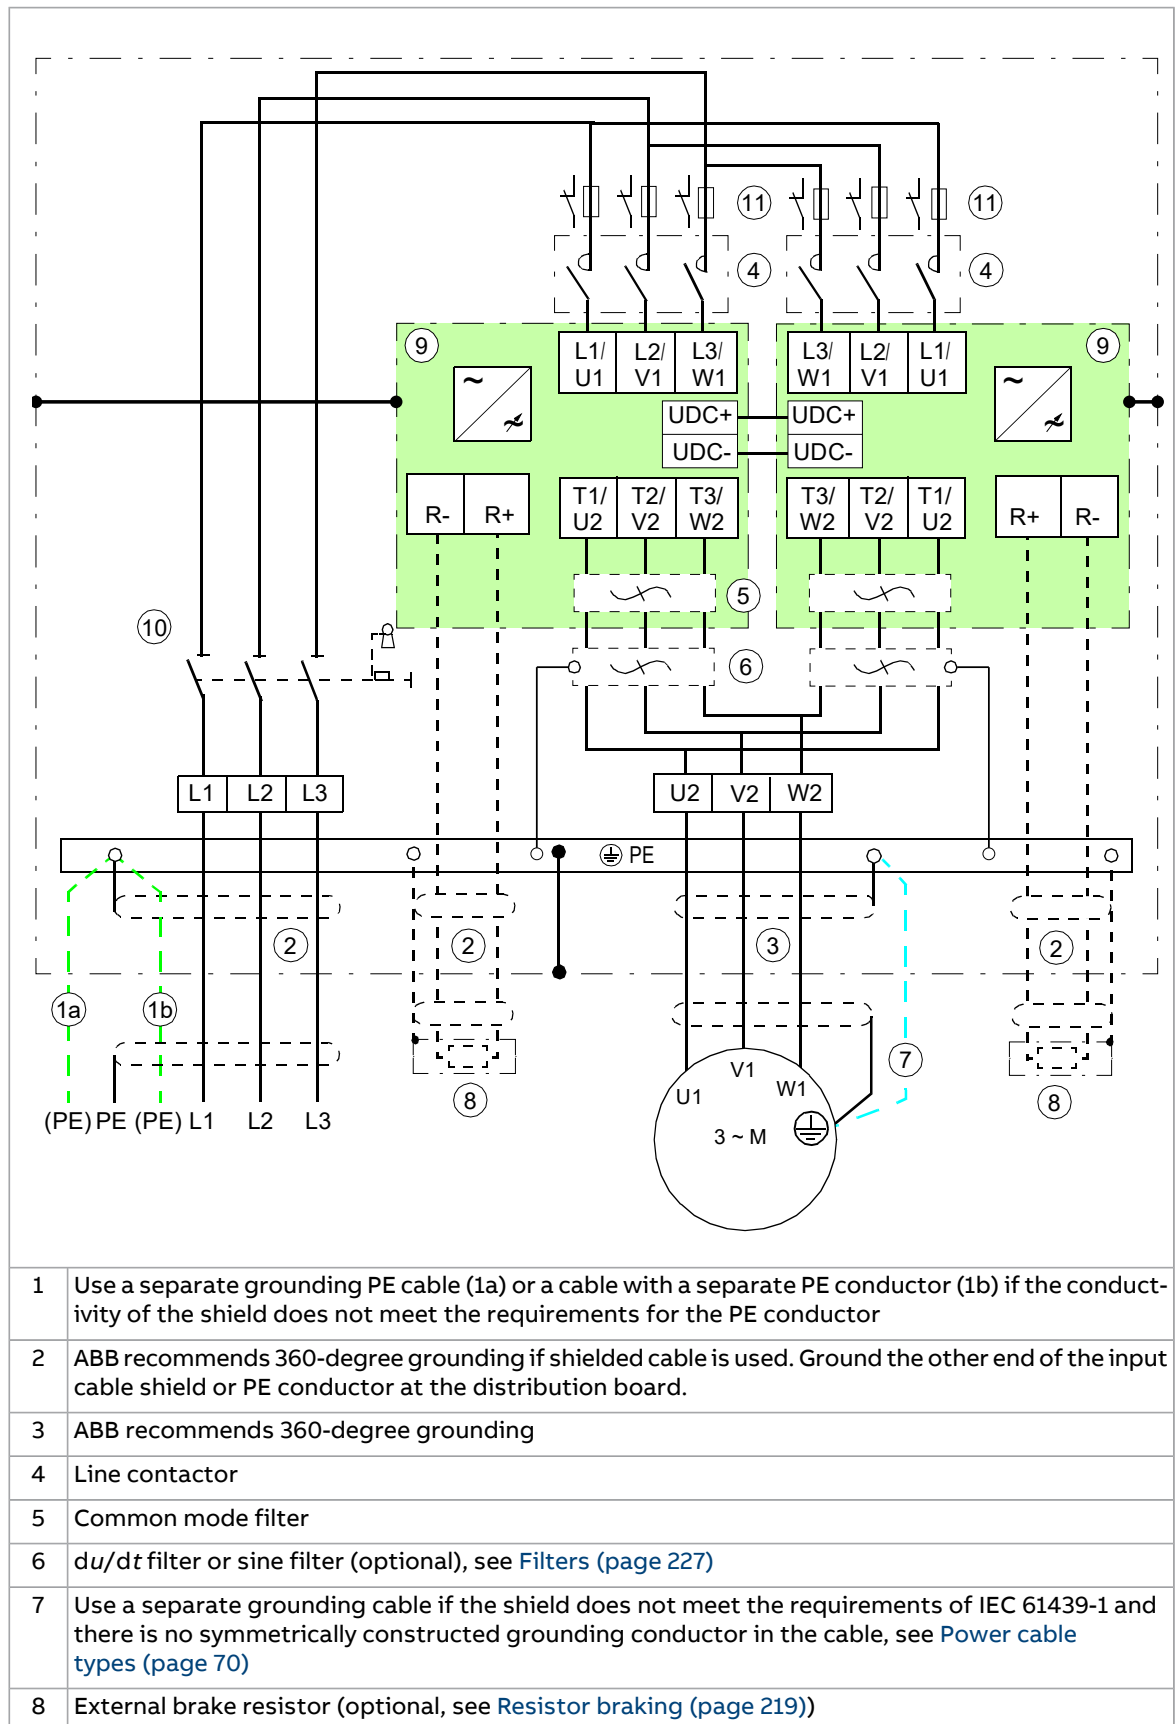 11
11
4
4
9
L1/ U1
L2/ V1
L3/ W1
L3/ W1
L2/ V1
L1/ U1
9
~
~
UDC+
UDC+
UDC-
UDC-
R-
R+
T1/ U2
T2/ V2
T3/ W2
T3/ W2
T2/ V2
T1/ U2
R+
R-
5
10
6
L1
L2
L3
U2
V2
W2
PE
2
2
3
2
1a
1b
7
8
8
U1
V1
W1
3 ~ M
(PE) PE (PE) L1 L2 L3
1 Use a separate grounding PE cable (1a) or a cable with a separate PE conductor (1b) if the conduct-
ivity of the shield does not meet the requirements for the PE conductor
2 ABB recommends 360-degree grounding if shielded cable is used. Ground the other end of the input
cable shield or PE conductor at the distribution board.
3 ABB recommends 360-degree grounding
4 Line contactor
5 Common mode filter
6 du/dt filter or sine filter (optional), see Filters (page 227)
7 Use a separate grounding cable if the shield does not meet the requirements of IEC 61439-1 and
there is no symmetrically constructed grounding conductor in the cable, see Power cable
types (page 70)
8 External brake resistor (optional, see Resistor braking (page 219))